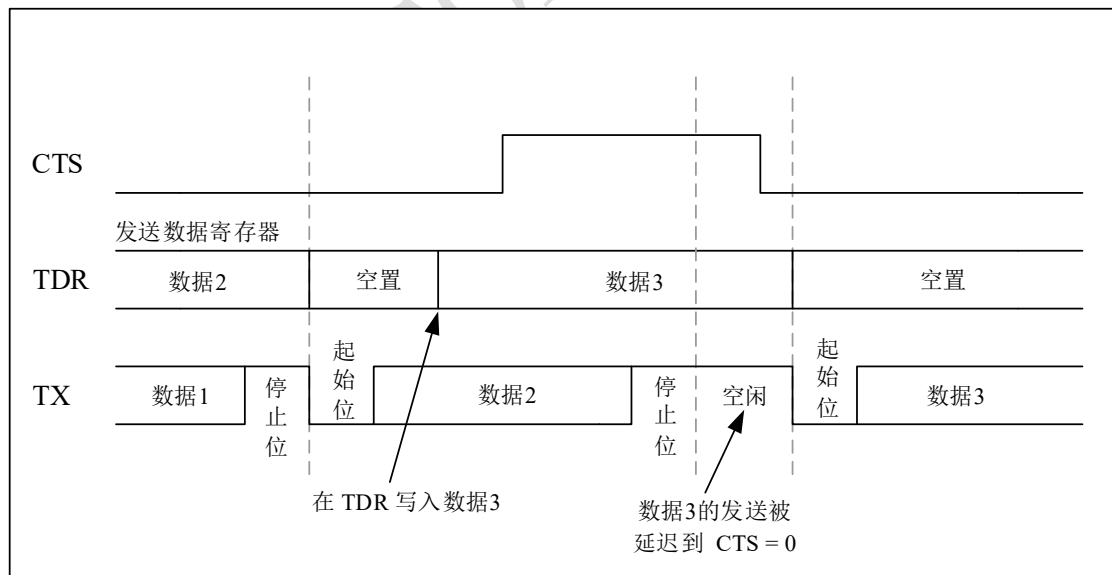 CTS
发送数据寄存器
TDR
数据2
空置
数据3
空置
TX
数据1
停止位
起始位
数据2
停止位
空闲
起始位
数据3
在 TDR 写入数据3
数据3的发送被
延迟到 CTS = 0